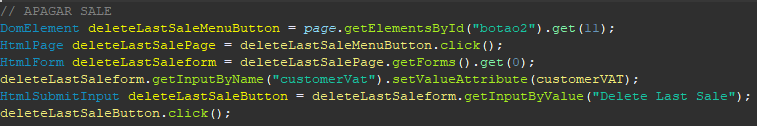 // APAGAR SALE
DomElement deleteLastSaleMenuButton = page.getElementsById("botao2").get(11);
HtmlPage deleteLastSalePage = deleteLastSaleMenuButton.click();
HtmlForm deleteLastSaleform = deleteLastSalePage.getForms().get(0);
deleteLastSaleform.getInputByName("customerVat").setValueAttribute(customerVAT);
HtmlSubmitInput deleteLastSaleButton = deleteLastSaleform.getInputByValue("Delete Last Sale");
deleteLastSaleButton.click();